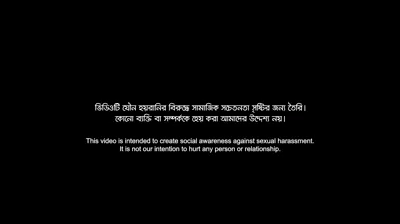 ভিডিওটি যৌন হয়রানির বিরুদ্ধে সামাজিক সচেতনতা সৃষ্টির জন্য তৈরি।
কোনো ব্যক্তি বা সম্পর্ককে হেয় করা আমাদের উদ্দেশ্য নয়।
This video is intended to create social awareness against sexual harassment.
It is not our intention to hurt any person or relationship.